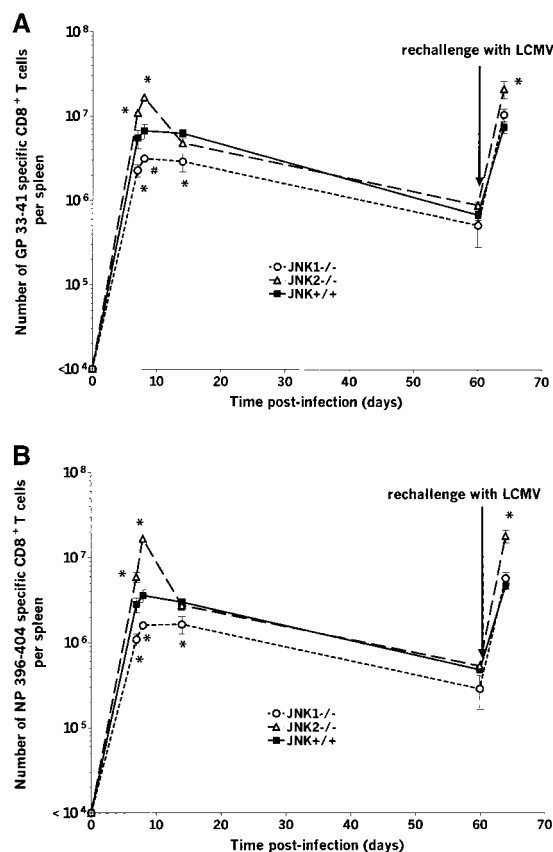 A
Number of GP 33-41 specific CD8+ T cells
per spleen
10^8
10^7
10^6
10^5
<10^4
rechallenge with LCMV
*
*
*
#
*
*
JNK1-/-
JNK2-/-
JNK+/+
0 10 20 30 40 50 60 70
Time post-infection (days)
B
Number of NP 396-404 specific CD8+ T cells
per spleen
10^8
10^7
10^6
10^5
<10^4
rechallenge with LCMV
*
*
*
*
*
*
JNK1-/-
JNK2-/-
JNK+/+
0 10 20 30 40 50 60 70
Time post-infection (days)